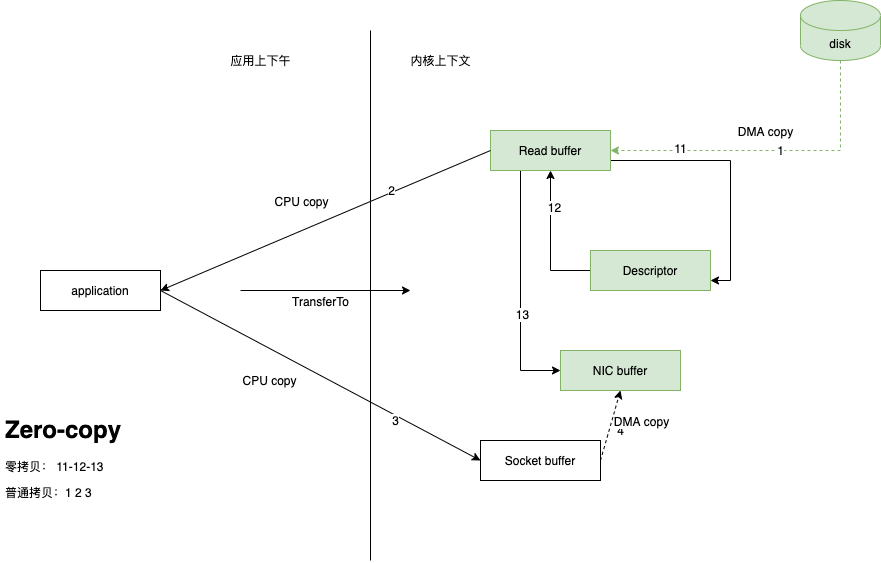 disk
应用上下午
内核上下文
DMA copy
Read buffer
11
1
2
CPU copy
12
Descriptor
application
TransferTo
13
NIC buffer
CPU copy
3
DMA copy
4
Zero-copy
Socket buffer
零拷贝： 11-12-13
普通拷贝：1 2 3